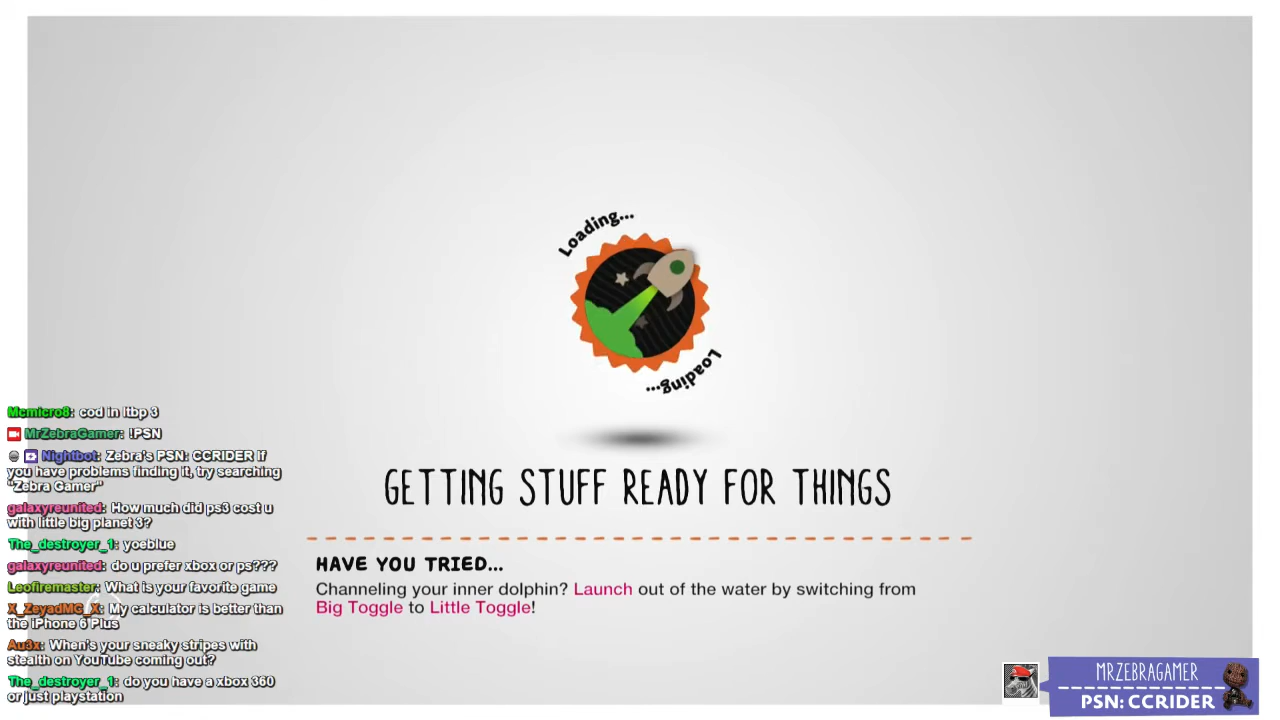 Loading...
Loading...
GETTING STUFF READY FOR THINGS
HAVE YOU TRIED...
Channeling your inner dolphin? Launch out of the water by switching from
Big Toggle to Little Toggle!
Mcmicro8: cod in ltbp 3
MrZebraGamer: !PSN
Nightbot: Zebra's PSN: CCRIDER If
you have problems finding it, try searching
"Zebra Gamer"
galaxyreunited: How much did ps3 cost u
with little big planet 3?
The_destroyer_1: yoeblue
galaxyreunited: do u prefer xbox or ps???
Leofiremaster: What is your favorite game
X_ZeyadMG_X: My calculator is better than
the iPhone 6 Plus
Au3x: When's your sneaky stripes with
stealth on YouTube coming out?
The_destroyer_1: do you have a xbox 360
or just playstation
MRZEBRAGAMER
PSN: CCRIDER